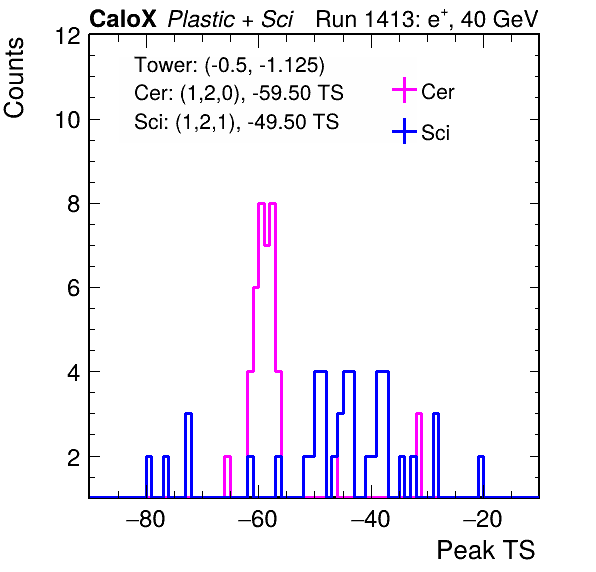 CaloX Plastic + Sci Run 1413: e⁺, 40 GeV
Counts
12
10
8
6
4
2
Tower: (-0.5, -1.125)
Cer: (1,2,0), -59.50 TS
Sci: (1,2,1), -49.50 TS
Cer
Sci
−80 −60 −40 −20
Peak TS